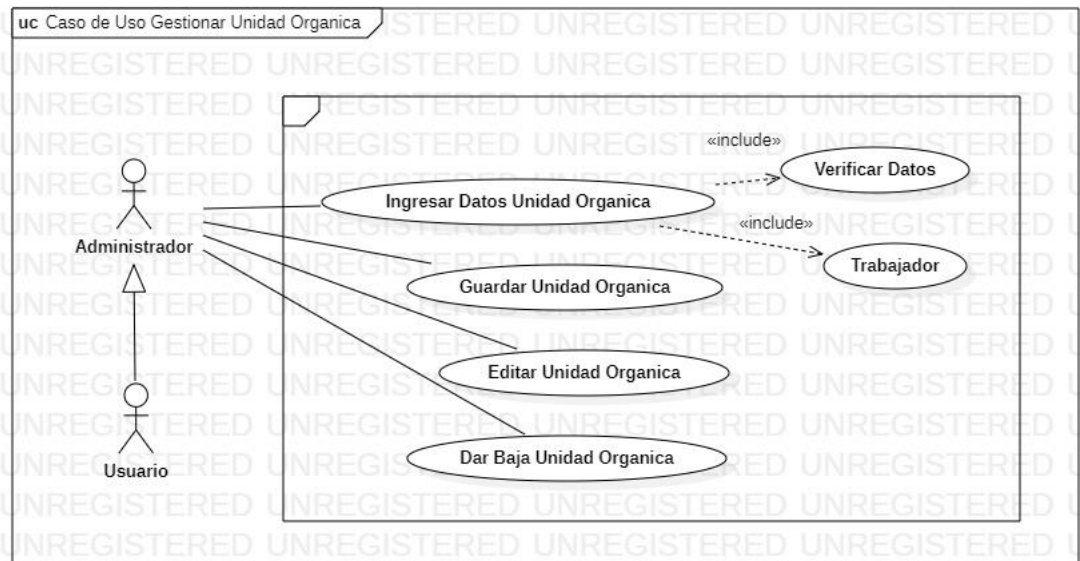 uc Caso de Uso Gestionar Unidad Organica
UNREGISTERED
«include»
Verificar Datos
Ingresar Datos Unidad Organica
«include»
Administrador
Trabajador
Guardar Unidad Organica
Editar Unidad Organica
Dar Baja Unidad Organica
Usuario